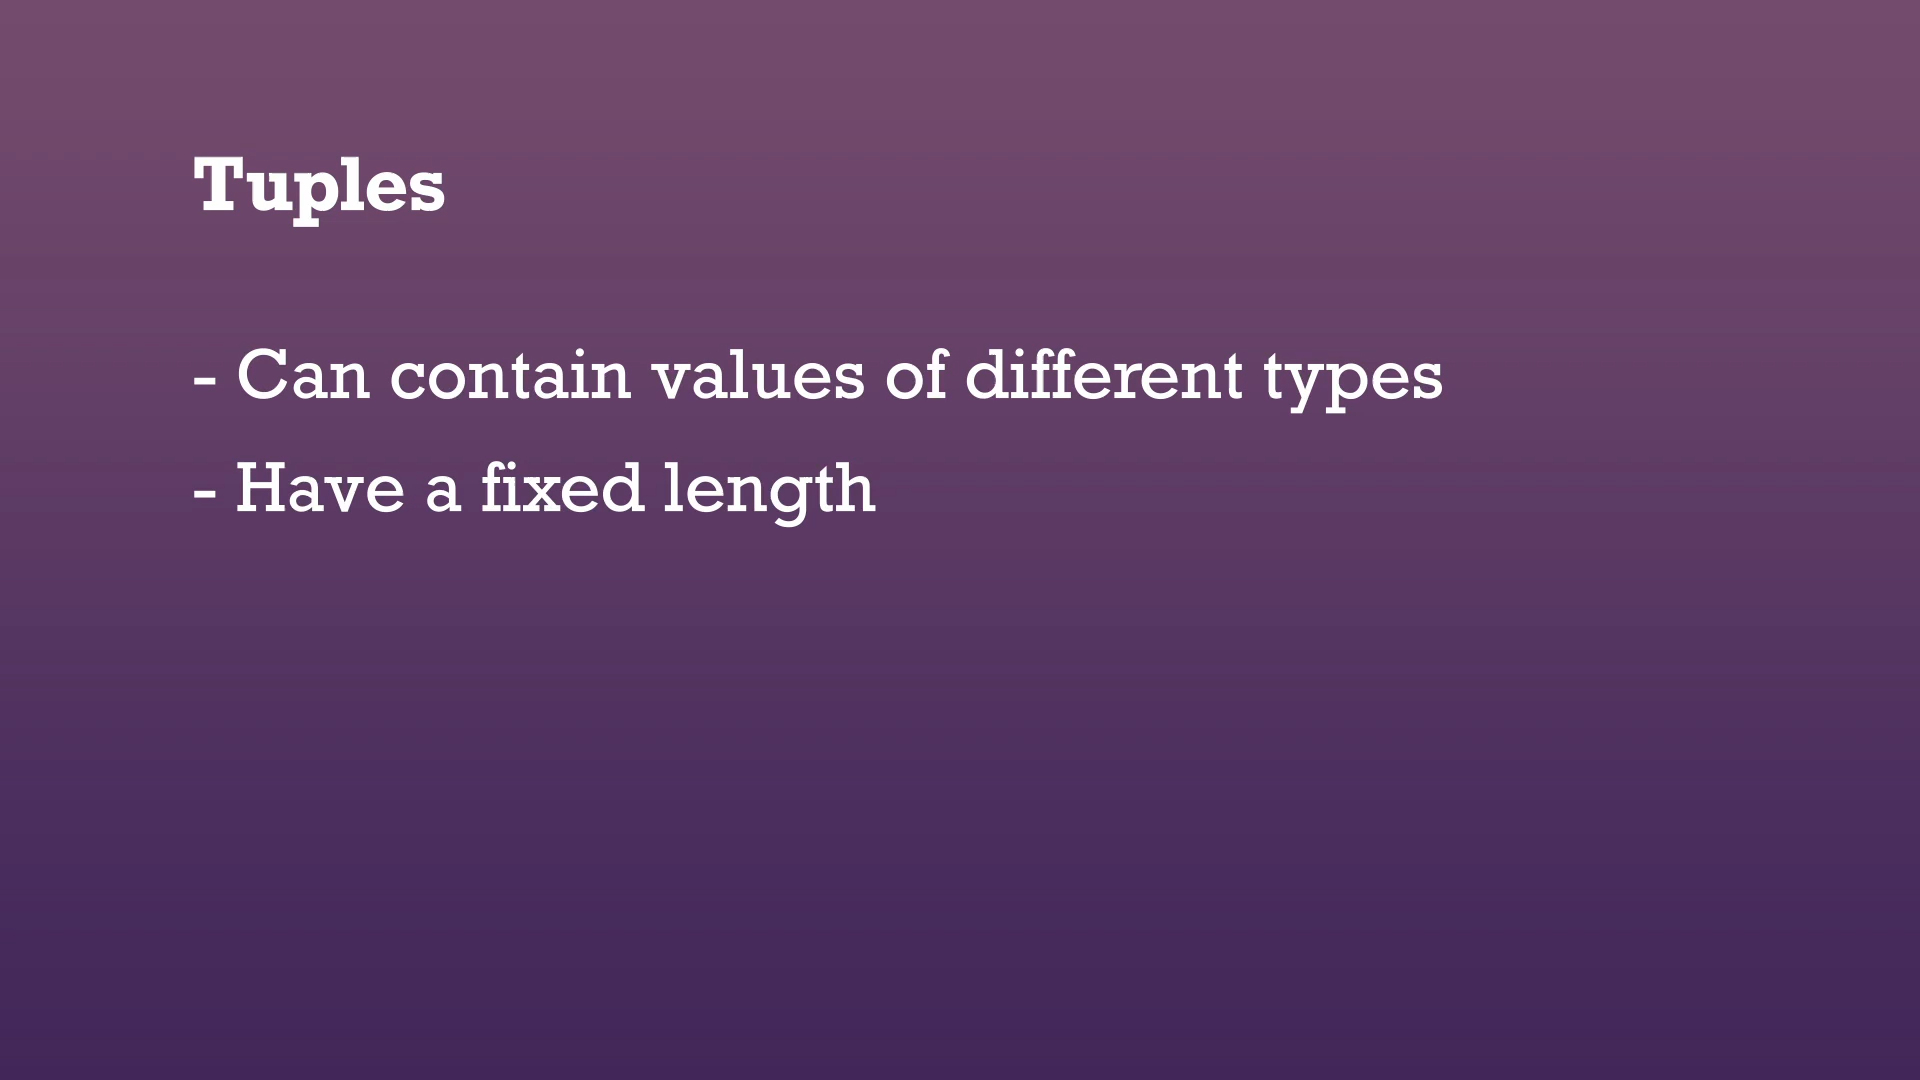 Tuples
- Can contain values of different types
- Have a fixed length